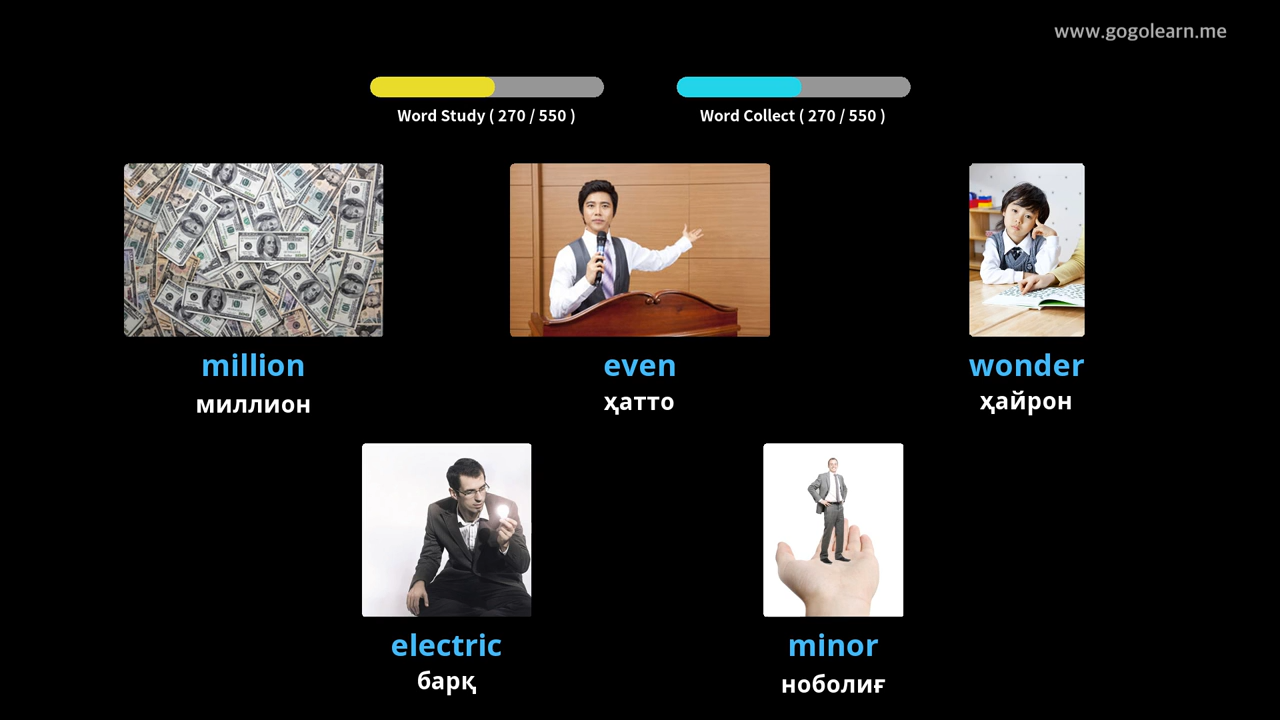 www.gogolearn.me
Word Study ( 270 / 550 )
Word Collect ( 270 / 550 )
million
миллион
even
ҳатто
wonder
ҳайрон
electric
барқ
minor
ноболиғ